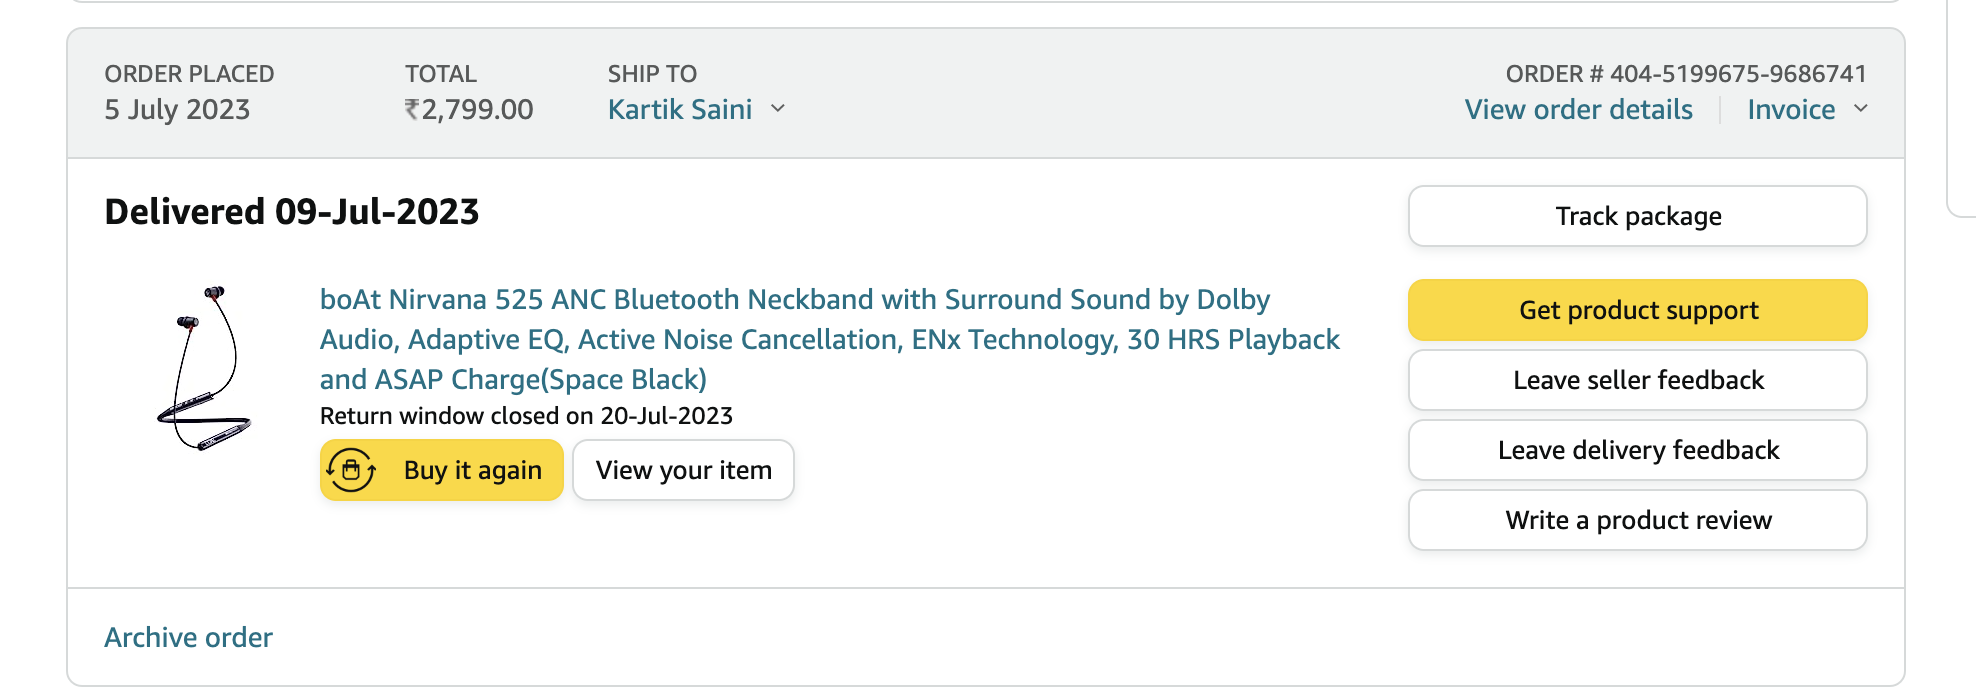 ORDER PLACED
5 July 2023
TOTAL
₹2,799.00
SHIP TO
Kartik Saini
ORDER # 404-5199675-9686741
View order details
Invoice
Delivered 09-Jul-2023
boAt Nirvana 525 ANC Bluetooth Neckband with Surround Sound by Dolby
Audio, Adaptive EQ, Active Noise Cancellation, ENx Technology, 30 HRS Playback
and ASAP Charge(Space Black)
Return window closed on 20-Jul-2023
Buy it again
View your item
Track package
Get product support
Leave seller feedback
Leave delivery feedback
Write a product review
Archive order